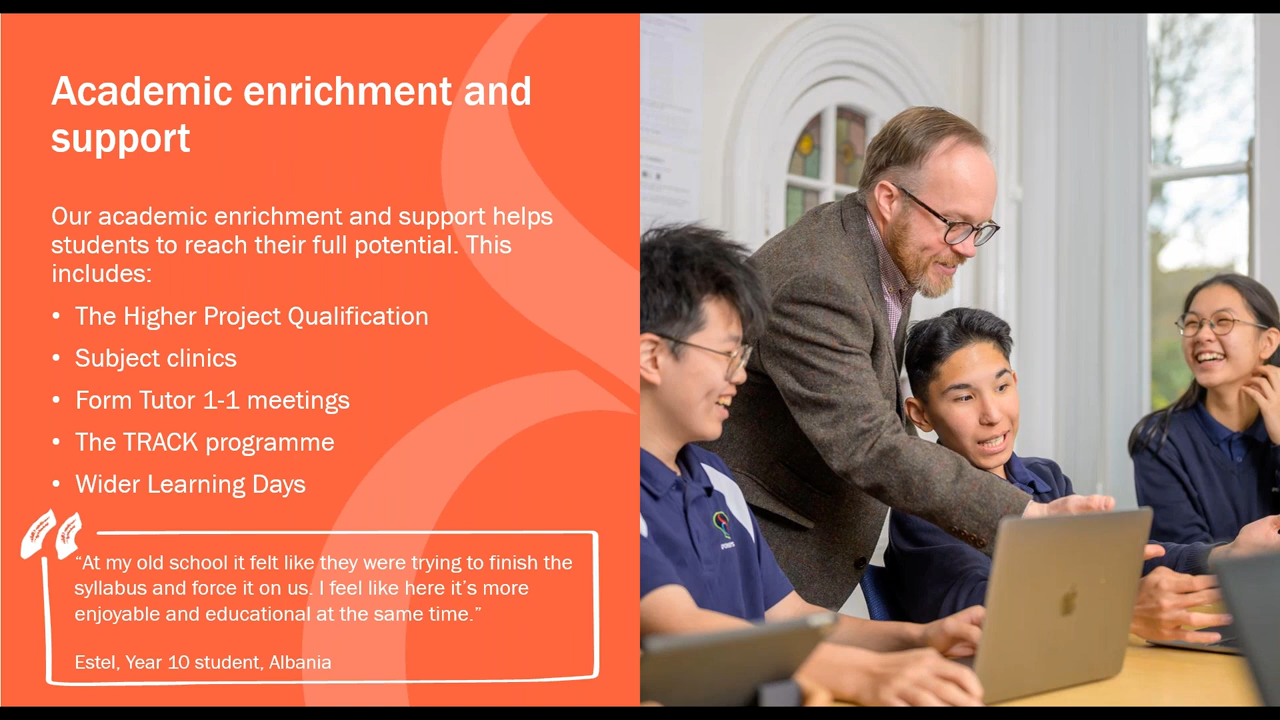 Academic enrichment and
support
Our academic enrichment and support helps
students to reach their full potential. This
includes:
• The Higher Project Qualification
• Subject clinics
• Form Tutor 1-1 meetings
• The TRACK programme
• Wider Learning Days
“At my old school it felt like they were trying to finish the
syllabus and force it on us. I feel like here it’s more
enjoyable and educational at the same time.”
Estel, Year 10 student, Albania